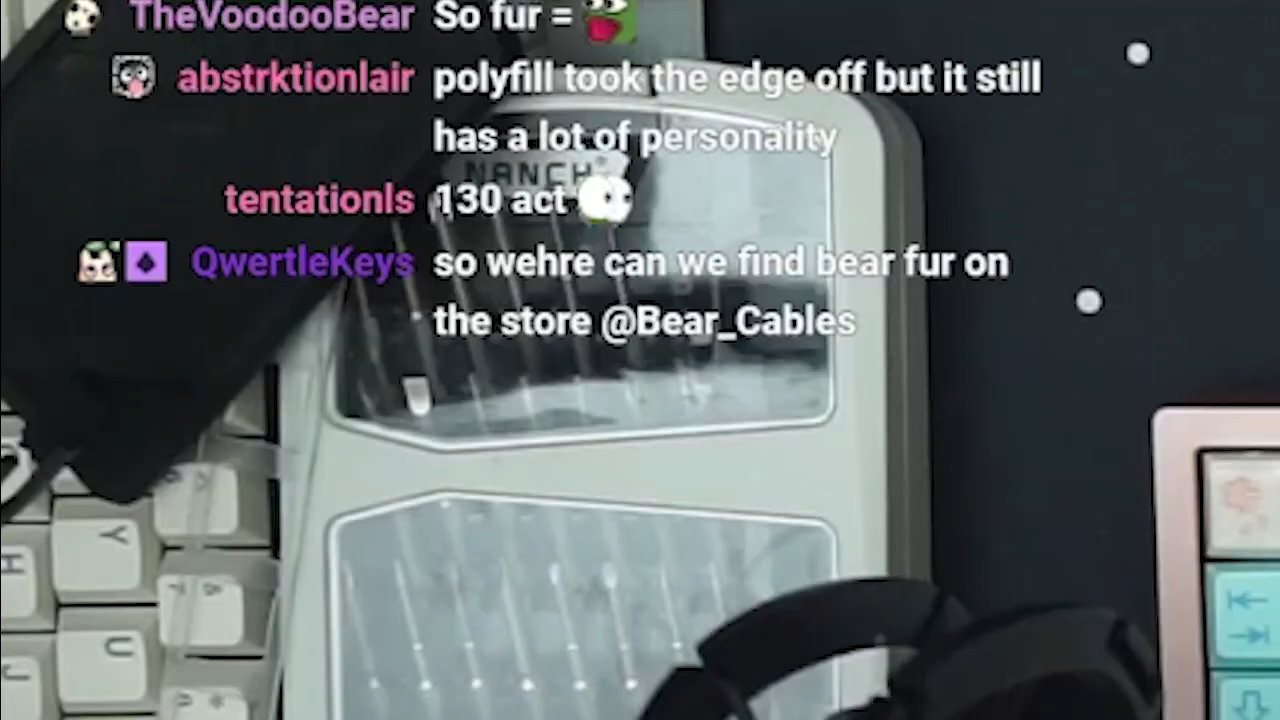 TheVoodooBear So fur =
abstrktionlair polyfill took the edge off but it still
has a lot of personality
NANCH
tentationls 130 act
QwertleKeys so wehre can we find bear fur on
the store @Bear_Cables
Y
H
U
J